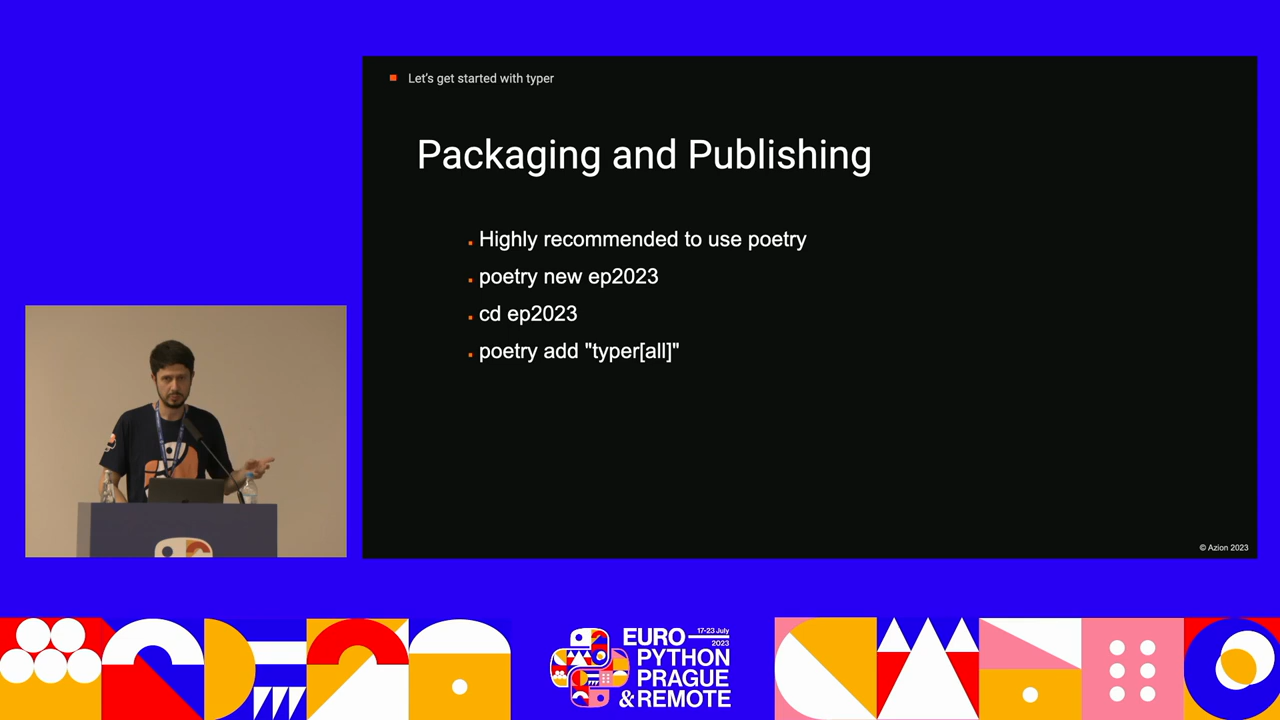 Let's get started with typer
Packaging and Publishing
Highly recommended to use poetry
poetry new ep2023
cd ep2023
poetry add "typer[all]"
© Azion 2023
EURO
17-23 July
2023
PYTHON
PRAGUE
& REMOTE